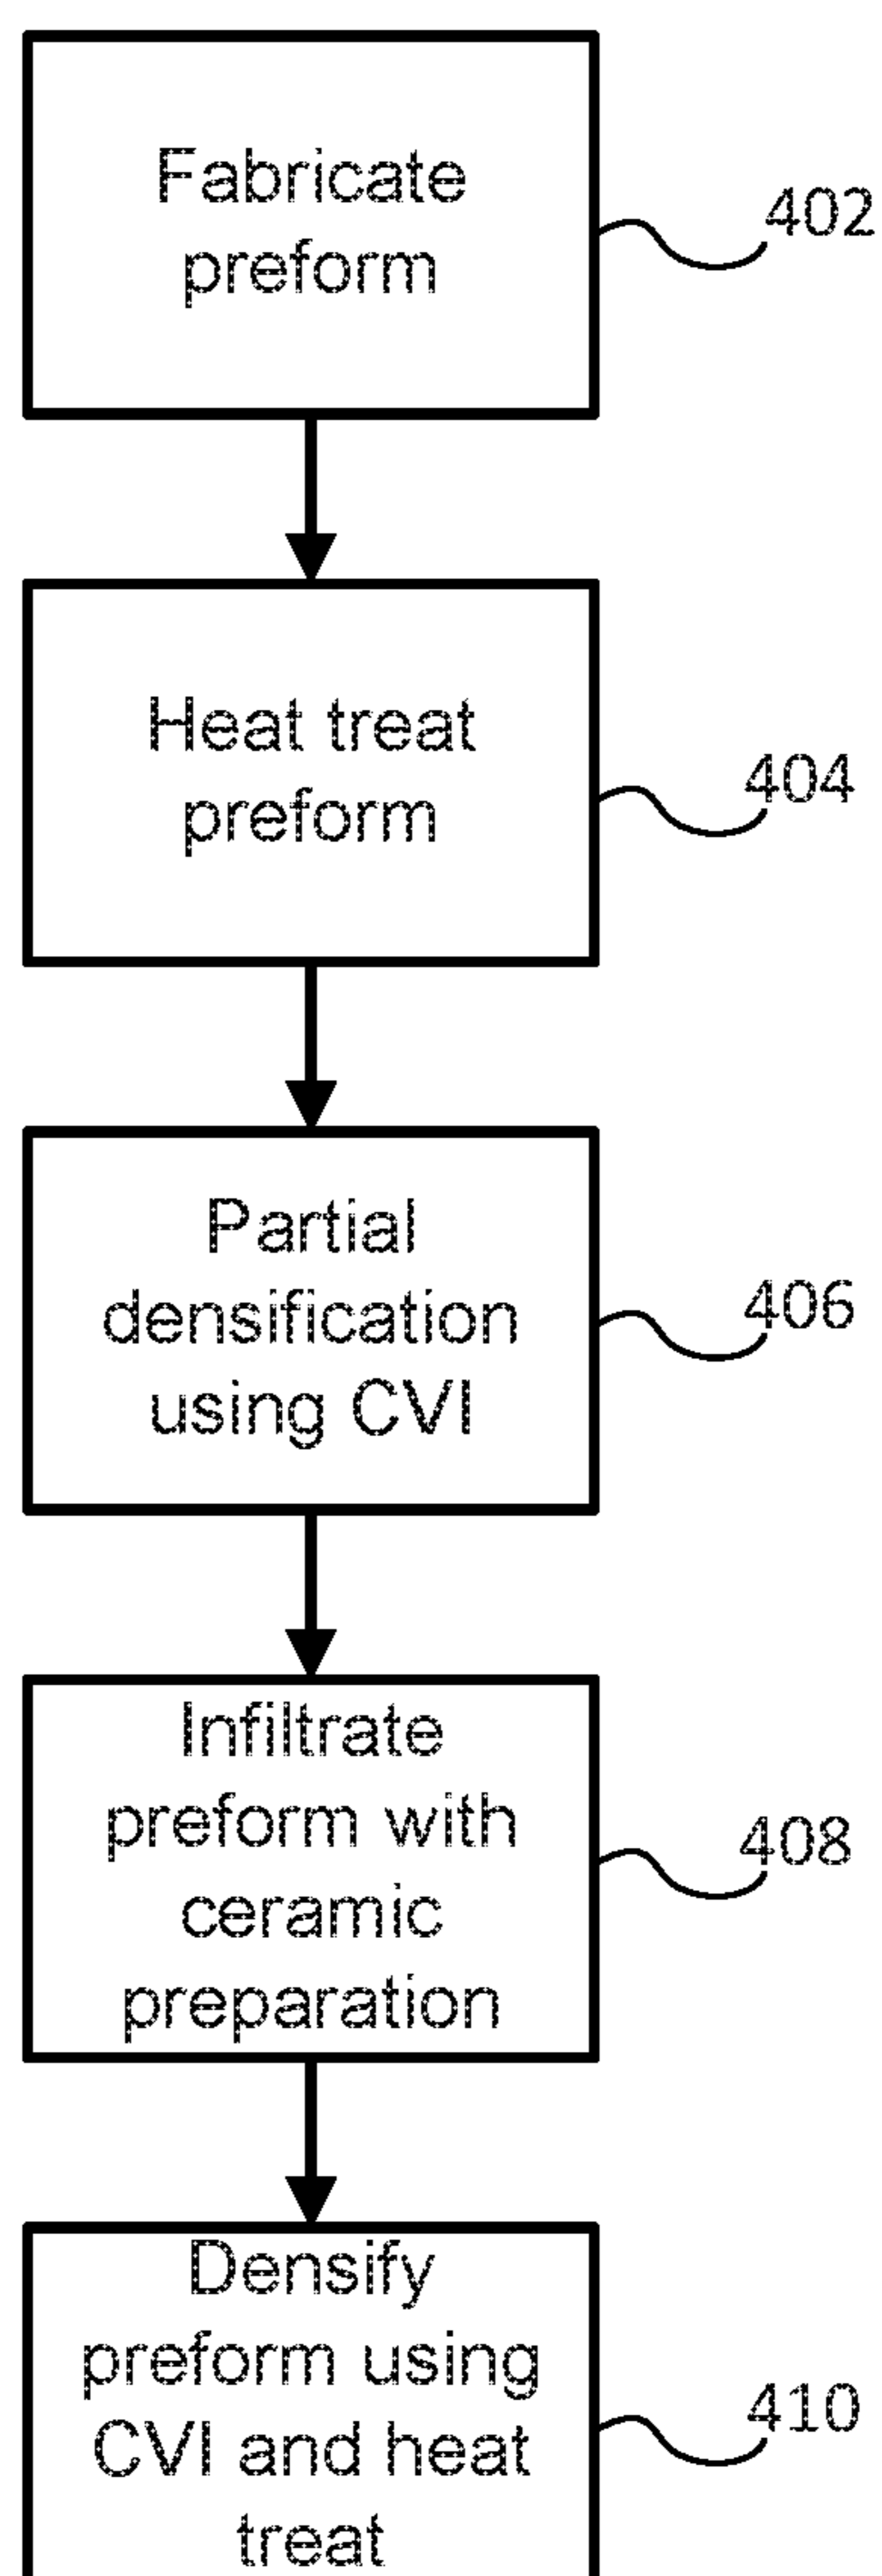 Fabricate
preform
402
Heat treat
preform
404
Partial
densification
using CVI
406
Infiltrate
preform with
ceramic
preparation
408
Densify
preform using
CVI and heat
treat
410